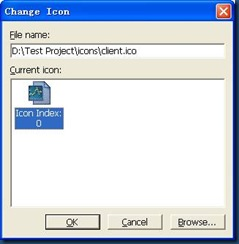 Change Icon
File name:
D:\Test Project\icons\client.ico
Current icon:
Icon Index:
0
OK Cancel Browse...